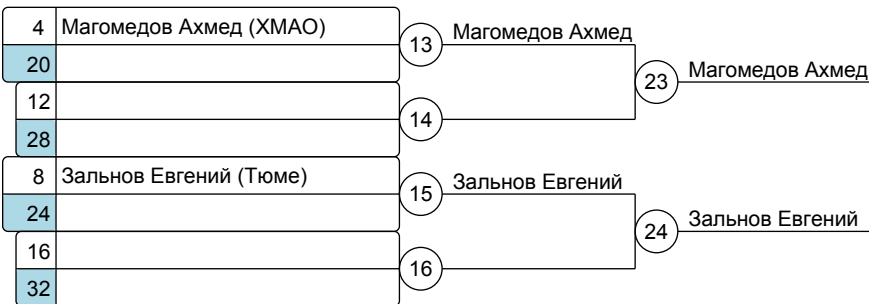 4 Магомедов Ахмед (ХМАО)
13 Магомедов Ахмед
20
23 Магомедов Ахмед
12
14
28
8 Зальнов Евгений (Тюме)
15 Зальнов Евгений
24
24 Зальнов Евгений
16
16
32